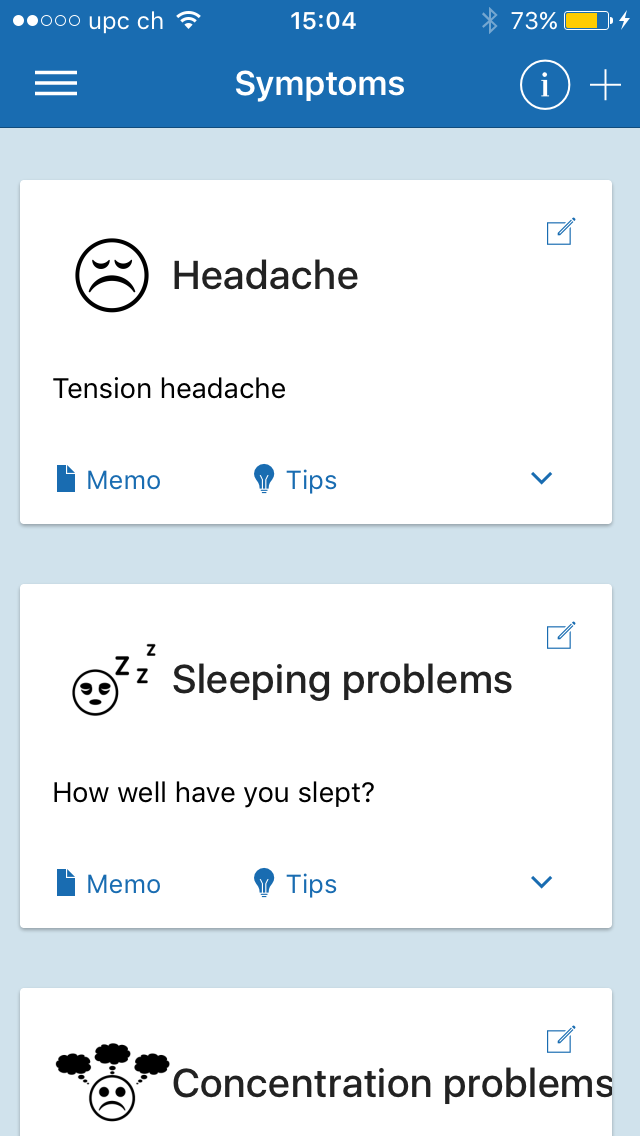 upc ch 15:04 73%
Symptoms i
Headache
Tension headache
Memo Tips
z
Z z
Sleeping problems
How well have you slept?
Memo Tips
Concentration problems